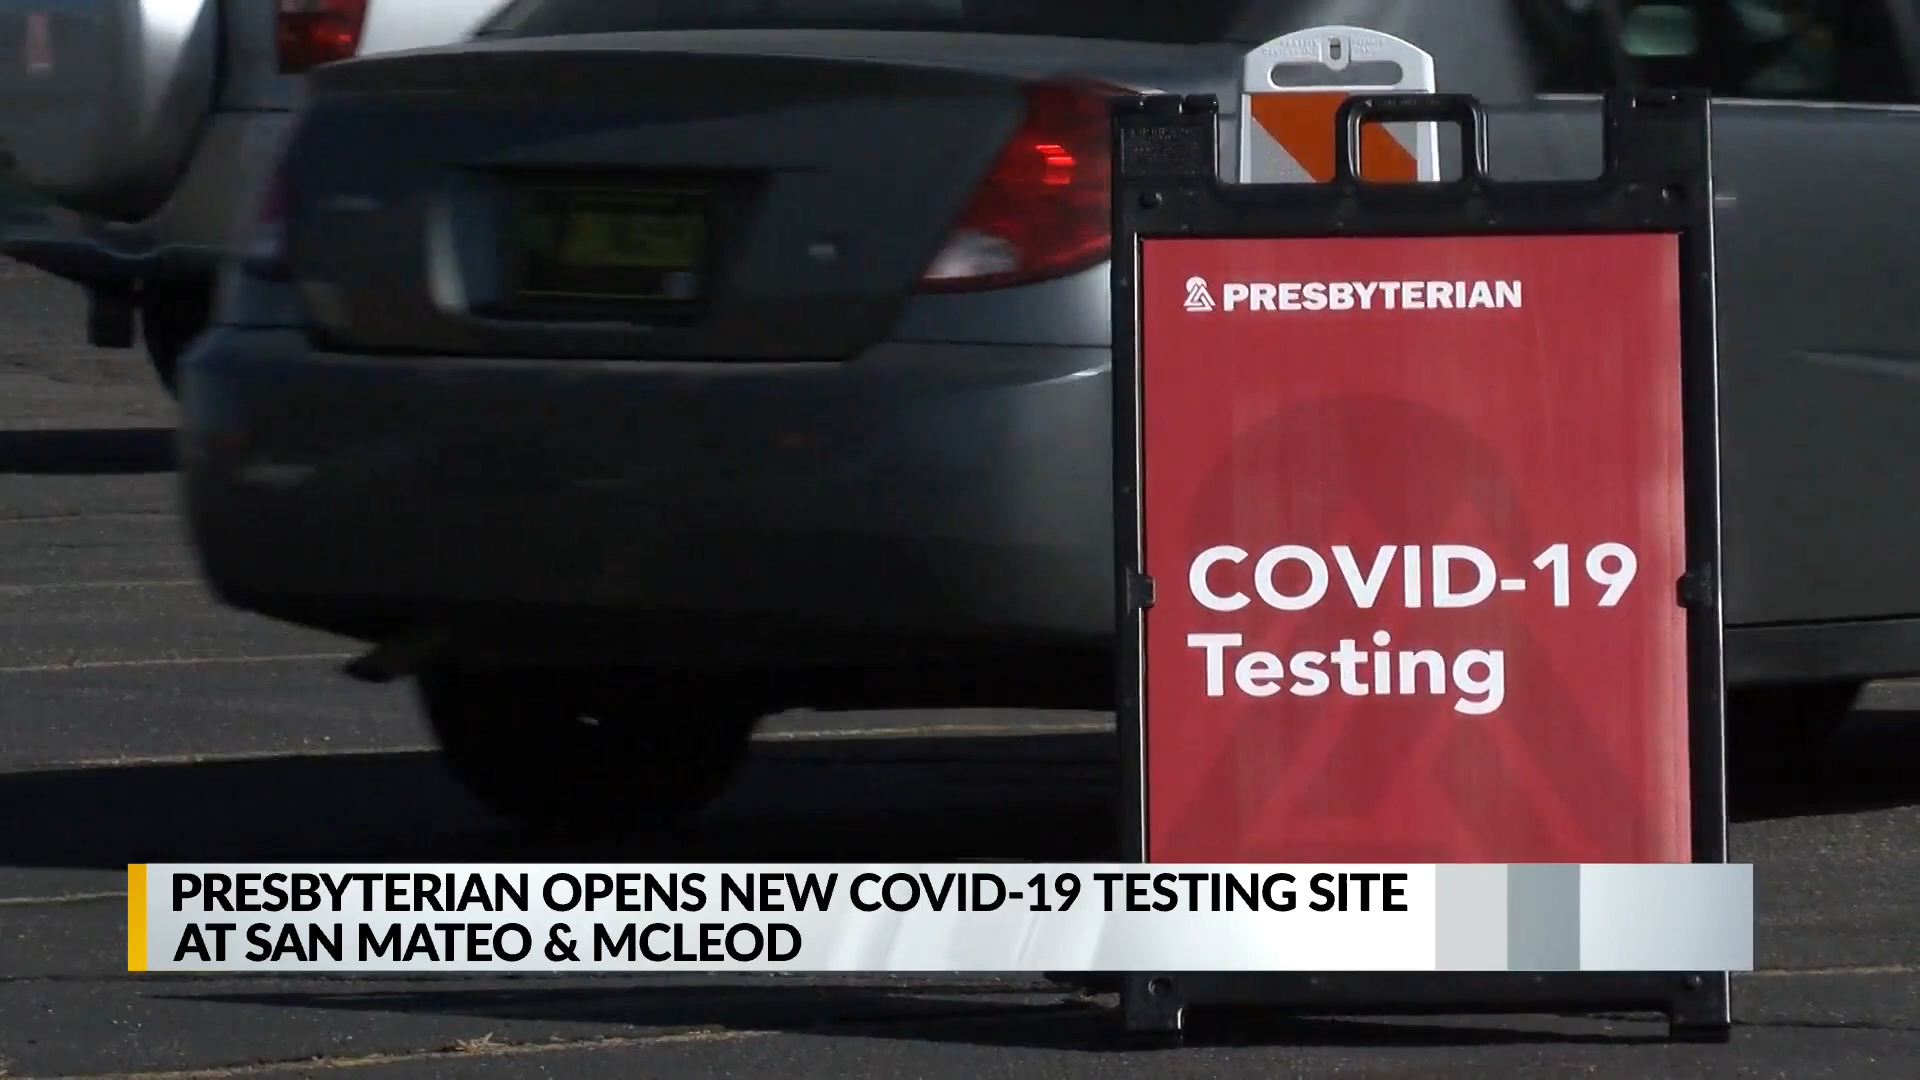 PRESBYTERIAN
COVID-19
Testing
PRESBYTERIAN OPENS NEW COVID-19 TESTING SITE
AT SAN MATEO & MCLEOD